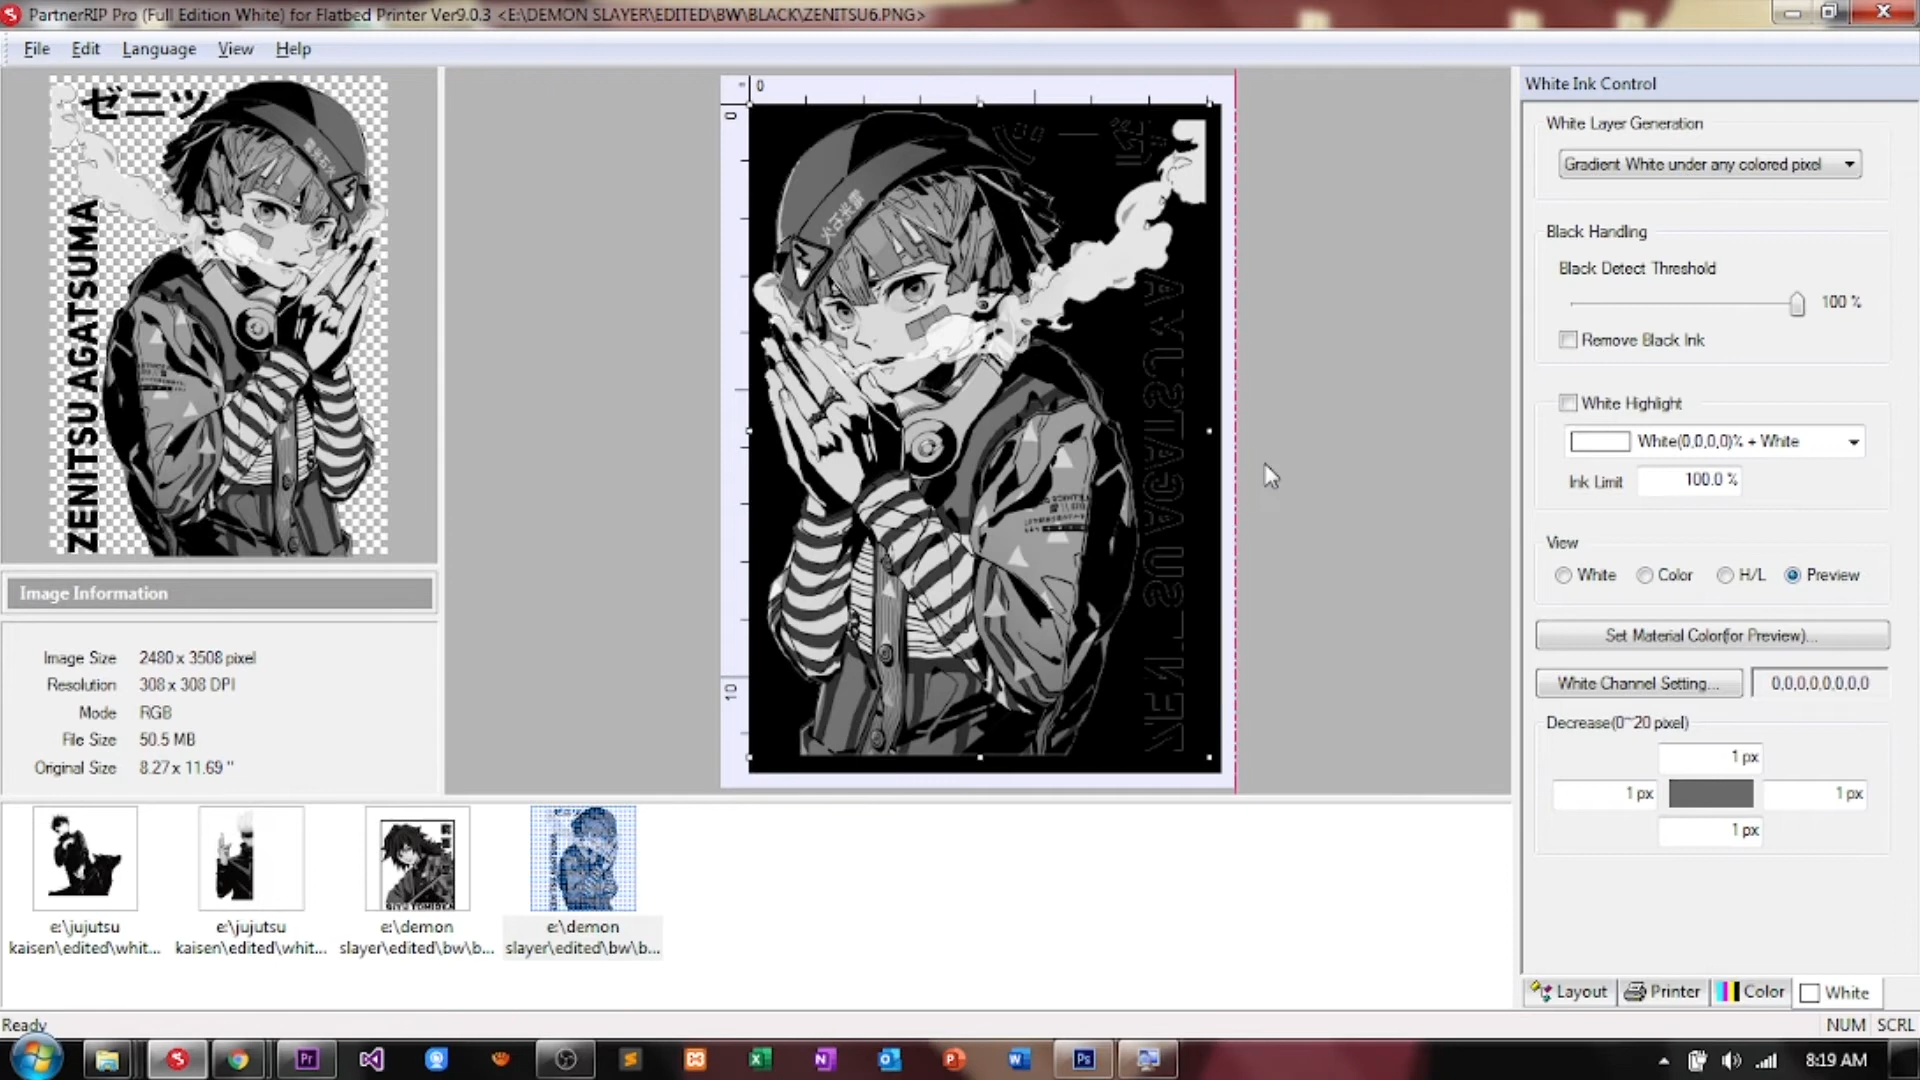 PartnerRIP Pro (Full Edition White) for Flatbed Printer Ver9.0.3 <E:\DEMON SLAYER\EDITED\BW\BLACK\ZENITSU6.PNG>
File Edit Language View Help
ゼニツ
ZENITSU AGATSUMA
Image Information
Image Size 2480 x 3508 pixel
Resolution 308 x 308 DPI
Mode RGB
File Size 50.5 MB
Original Size 8.27 x 11.69 "
0
0
10
ZENITSU AGATSUMA
White Ink Control
White Layer Generation
Gradient White under any colored pixel
Black Handling
Black Detect Threshold
100 %
Remove Black Ink
White Highlight
White(0,0,0,0)% + White
Ink Limit 100.0 %
View
White Color H/L Preview
Set Material Color(for Preview)...
White Channel Setting... 0,0,0,0,0,0,0
Decrease(0~20 pixel)
1 px
1 px 1 px
1 px
Layout Printer Color White
e:\jujutsu
kaisen\edited\whit...
e:\jujutsu
kaisen\edited\whit...
e:\demon
slayer\edited\bw\b...
e:\demon
slayer\edited\bw\b...
Ready
NUM SCRL
8:19 AM